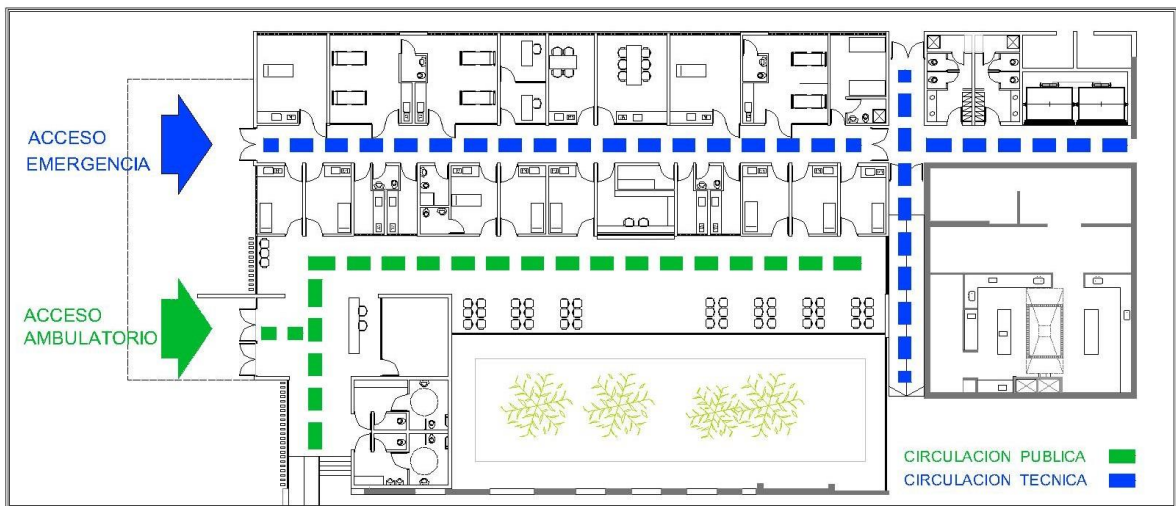 ACCESO
EMERGENCIA
ACCESO
AMBULATORIO
CIRCULACION PUBLICA
CIRCULACION TECNICA